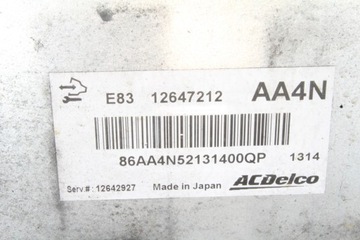 E83 12647212 AA4N
86AA4N52131400QP 1314
Serv.# : 12642927 Made in Japan ACDelco